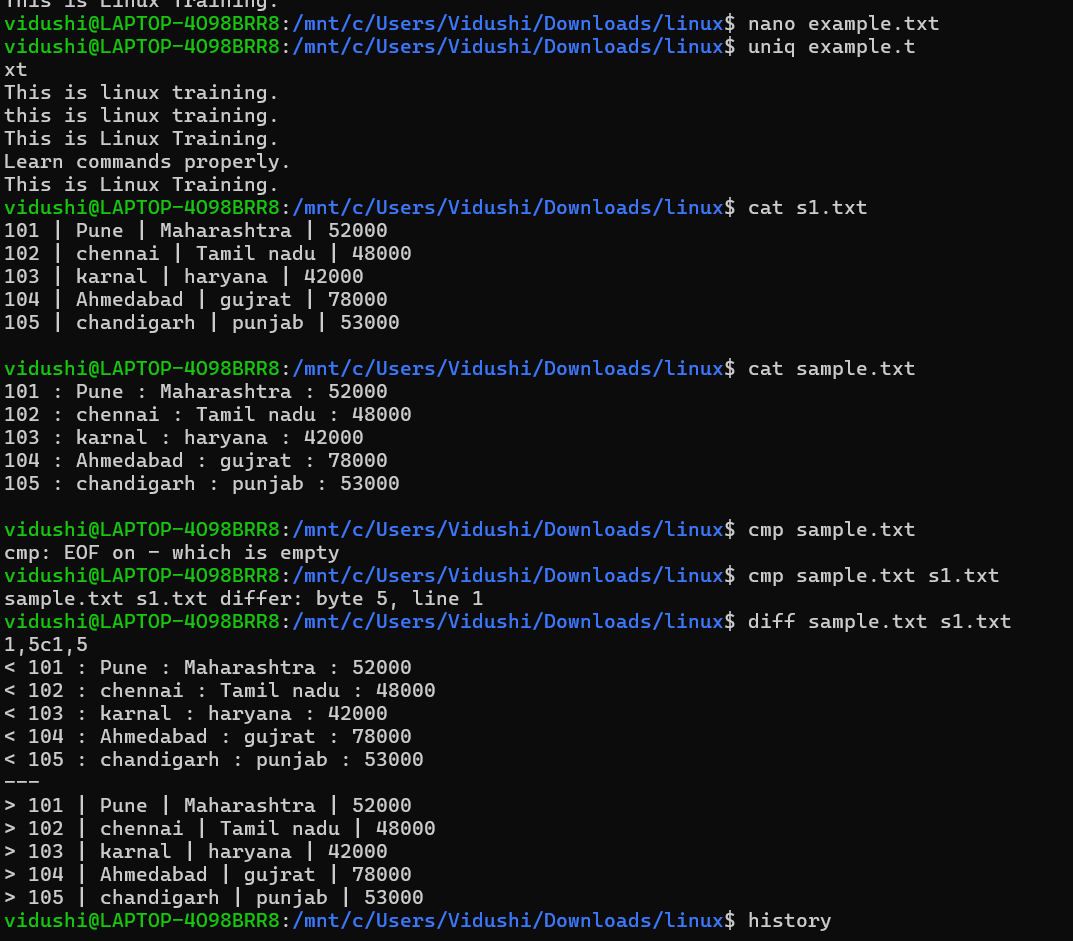 This is Linux Training.
vidushi@LAPTOP-4O98BRR8:/mnt/c/Users/Vidushi/Downloads/linux$ nano example.txt
vidushi@LAPTOP-4O98BRR8:/mnt/c/Users/Vidushi/Downloads/linux$ uniq example.t
xt
This is linux training.
this is linux training.
This is Linux Training.
Learn commands properly.
This is Linux Training.
vidushi@LAPTOP-4O98BRR8:/mnt/c/Users/Vidushi/Downloads/linux$ cat s1.txt
101 | Pune | Maharashtra | 52000
102 | chennai | Tamil nadu | 48000
103 | karnal | haryana | 42000
104 | Ahmedabad | gujrat | 78000
105 | chandigarh | punjab | 53000
vidushi@LAPTOP-4O98BRR8:/mnt/c/Users/Vidushi/Downloads/linux$ cat sample.txt
101 : Pune : Maharashtra : 52000
102 : chennai : Tamil nadu : 48000
103 : karnal : haryana : 42000
104 : Ahmedabad : gujrat : 78000
105 : chandigarh : punjab : 53000
vidushi@LAPTOP-4O98BRR8:/mnt/c/Users/Vidushi/Downloads/linux$ cmp sample.txt
cmp: EOF on - which is empty
vidushi@LAPTOP-4O98BRR8:/mnt/c/Users/Vidushi/Downloads/linux$ cmp sample.txt s1.txt
sample.txt s1.txt differ: byte 5, line 1
vidushi@LAPTOP-4O98BRR8:/mnt/c/Users/Vidushi/Downloads/linux$ diff sample.txt s1.txt
1,5c1,5
< 101 : Pune : Maharashtra : 52000
< 102 : chennai : Tamil nadu : 48000
< 103 : karnal : haryana : 42000
< 104 : Ahmedabad : gujrat : 78000
< 105 : chandigarh : punjab : 53000
---
> 101 | Pune | Maharashtra | 52000
> 102 | chennai | Tamil nadu | 48000
> 103 | karnal | haryana | 42000
> 104 | Ahmedabad | gujrat | 78000
> 105 | chandigarh | punjab | 53000
vidushi@LAPTOP-4O98BRR8:/mnt/c/Users/Vidushi/Downloads/linux$ history